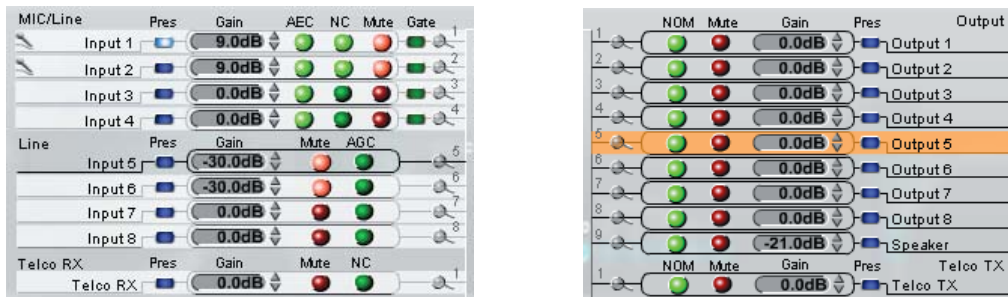 MIC/Line Pres Gain AEC NC Mute Gate
Input 1 9.0dB 1
Input 2 9.0dB 2
Input 3 0.0dB 3
Input 4 0.0dB 4
Line Pres Gain Mute AGC
Input 5 -30.0dB 5
Input 6 -30.0dB 6
Input 7 0.0dB 7
Input 8 0.0dB 8
Telco RX Pres Gain Mute NC
Telco RX 0.0dB 1
NOM Mute Gain Pres Output
1 0.0dB Output 1
2 0.0dB Output 2
3 0.0dB Output 3
4 0.0dB Output 4
5 0.0dB Output 5
6 0.0dB Output 6
7 0.0dB Output 7
8 0.0dB Output 8
9 -21.0dB Speaker
NOM Mute Gain Pres Telco TX
1 0.0dB Telco TX